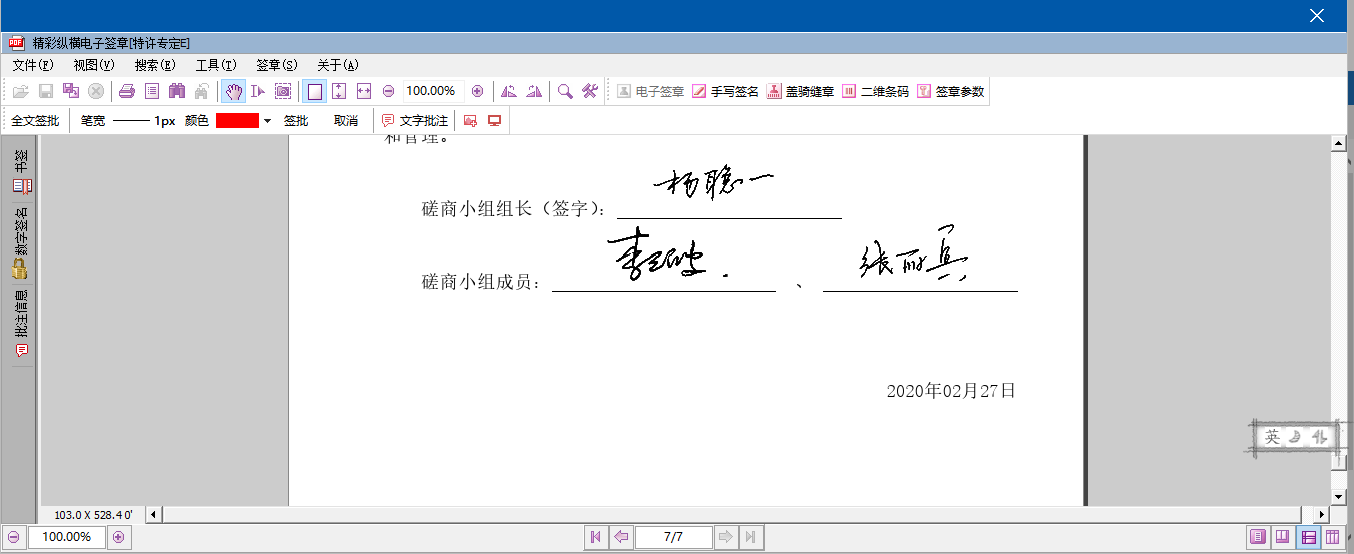 精彩纵横电子签章[特许专定E]
文件(F) 视图(V) 搜索(E) 工具(I) 签章(S) 关于(A)
100.00% 电子签章 手写签名 盖骑缝章 二维条码 签章参数
全文签批 笔宽 1px 颜色 签批 取消 文字批注
书签
数字签名
批注信息
和管理。
杨聪一
磋商小组组长（签字）：
张丽
磋商小组成员： 、
2020年02月27日
英
103.0 X 528.4 0'
100.00% 7/7